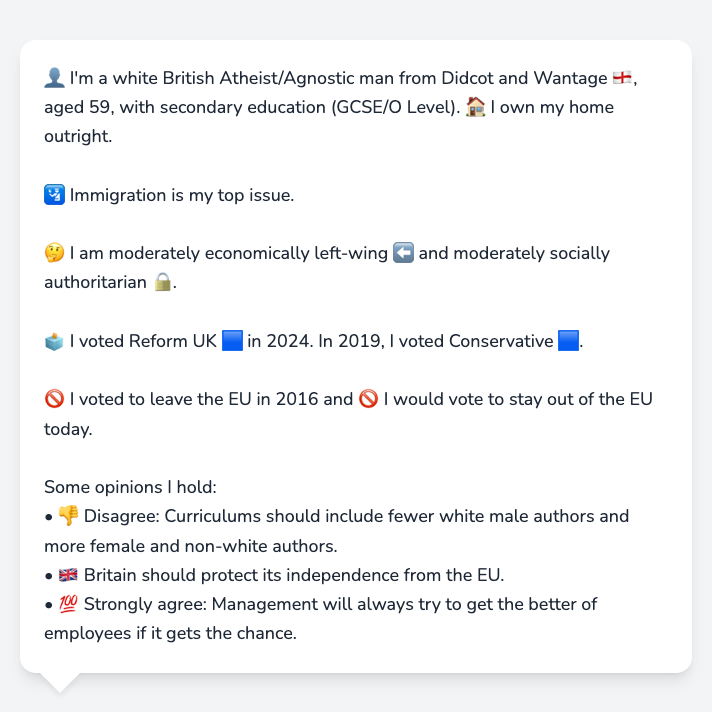 👤 I'm a white British Atheist/Agnostic man from Didcot and Wantage 🏴󠁧󠁢󠁥󠁮󠁧󠁿,
aged 59, with secondary education (GCSE/O Level). 🏠 I own my home
outright.
🛂 Immigration is my top issue.
🤔 I am moderately economically left-wing ⬅️ and moderately socially
authoritarian 🔒.
🗳️ I voted Reform UK 🟦 in 2024. In 2019, I voted Conservative 🟦.
🚫 I voted to leave the EU in 2016 and 🚫 I would vote to stay out of the EU
today.
Some opinions I hold:
• 👎 Disagree: Curriculums should include fewer white male authors and
more female and non-white authors.
• 🇬🇧 Britain should protect its independence from the EU.
• 💯 Strongly agree: Management will always try to get the better of
employees if it gets the chance.